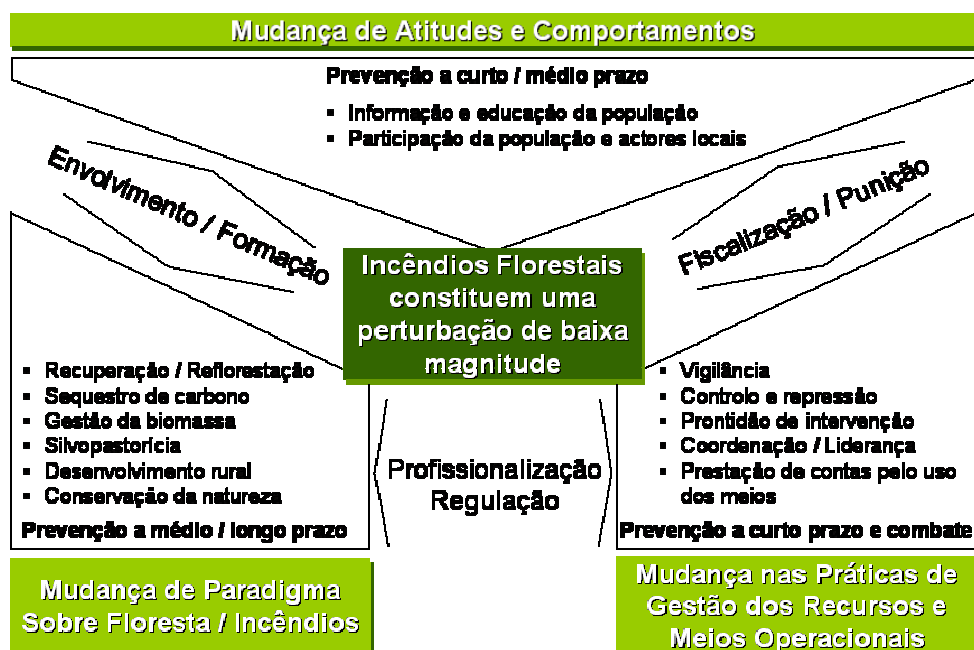 Mudança de Atitudes e Comportamentos
Prevenção a curto / médio prazo
▪ Informação e educação da população
▪ Participação da população e actores locais
Envolvimento / Formação
Fiscalização / Punição
Incêndios Florestais
constituem uma
perturbação de baixa
magnitude
▪ Recuperação / Reflorestação
▪ Sequestro de carbono
▪ Gestão da biomassa
▪ Silvopastorícia
▪ Desenvolvimento rural
▪ Conservação da natureza
Prevenção a médio / longo prazo
Profissionalização
Regulação
▪ Vigilância
▪ Controlo e repressão
▪ Prontidão de intervenção
▪ Coordenação / Liderança
▪ Prestação de contas pelo uso
dos meios
Prevenção a curto prazo e combate
Mudança de Paradigma
Sobre Floresta / Incêndios
Mudança nas Práticas de
Gestão dos Recursos e
Meios Operacionais